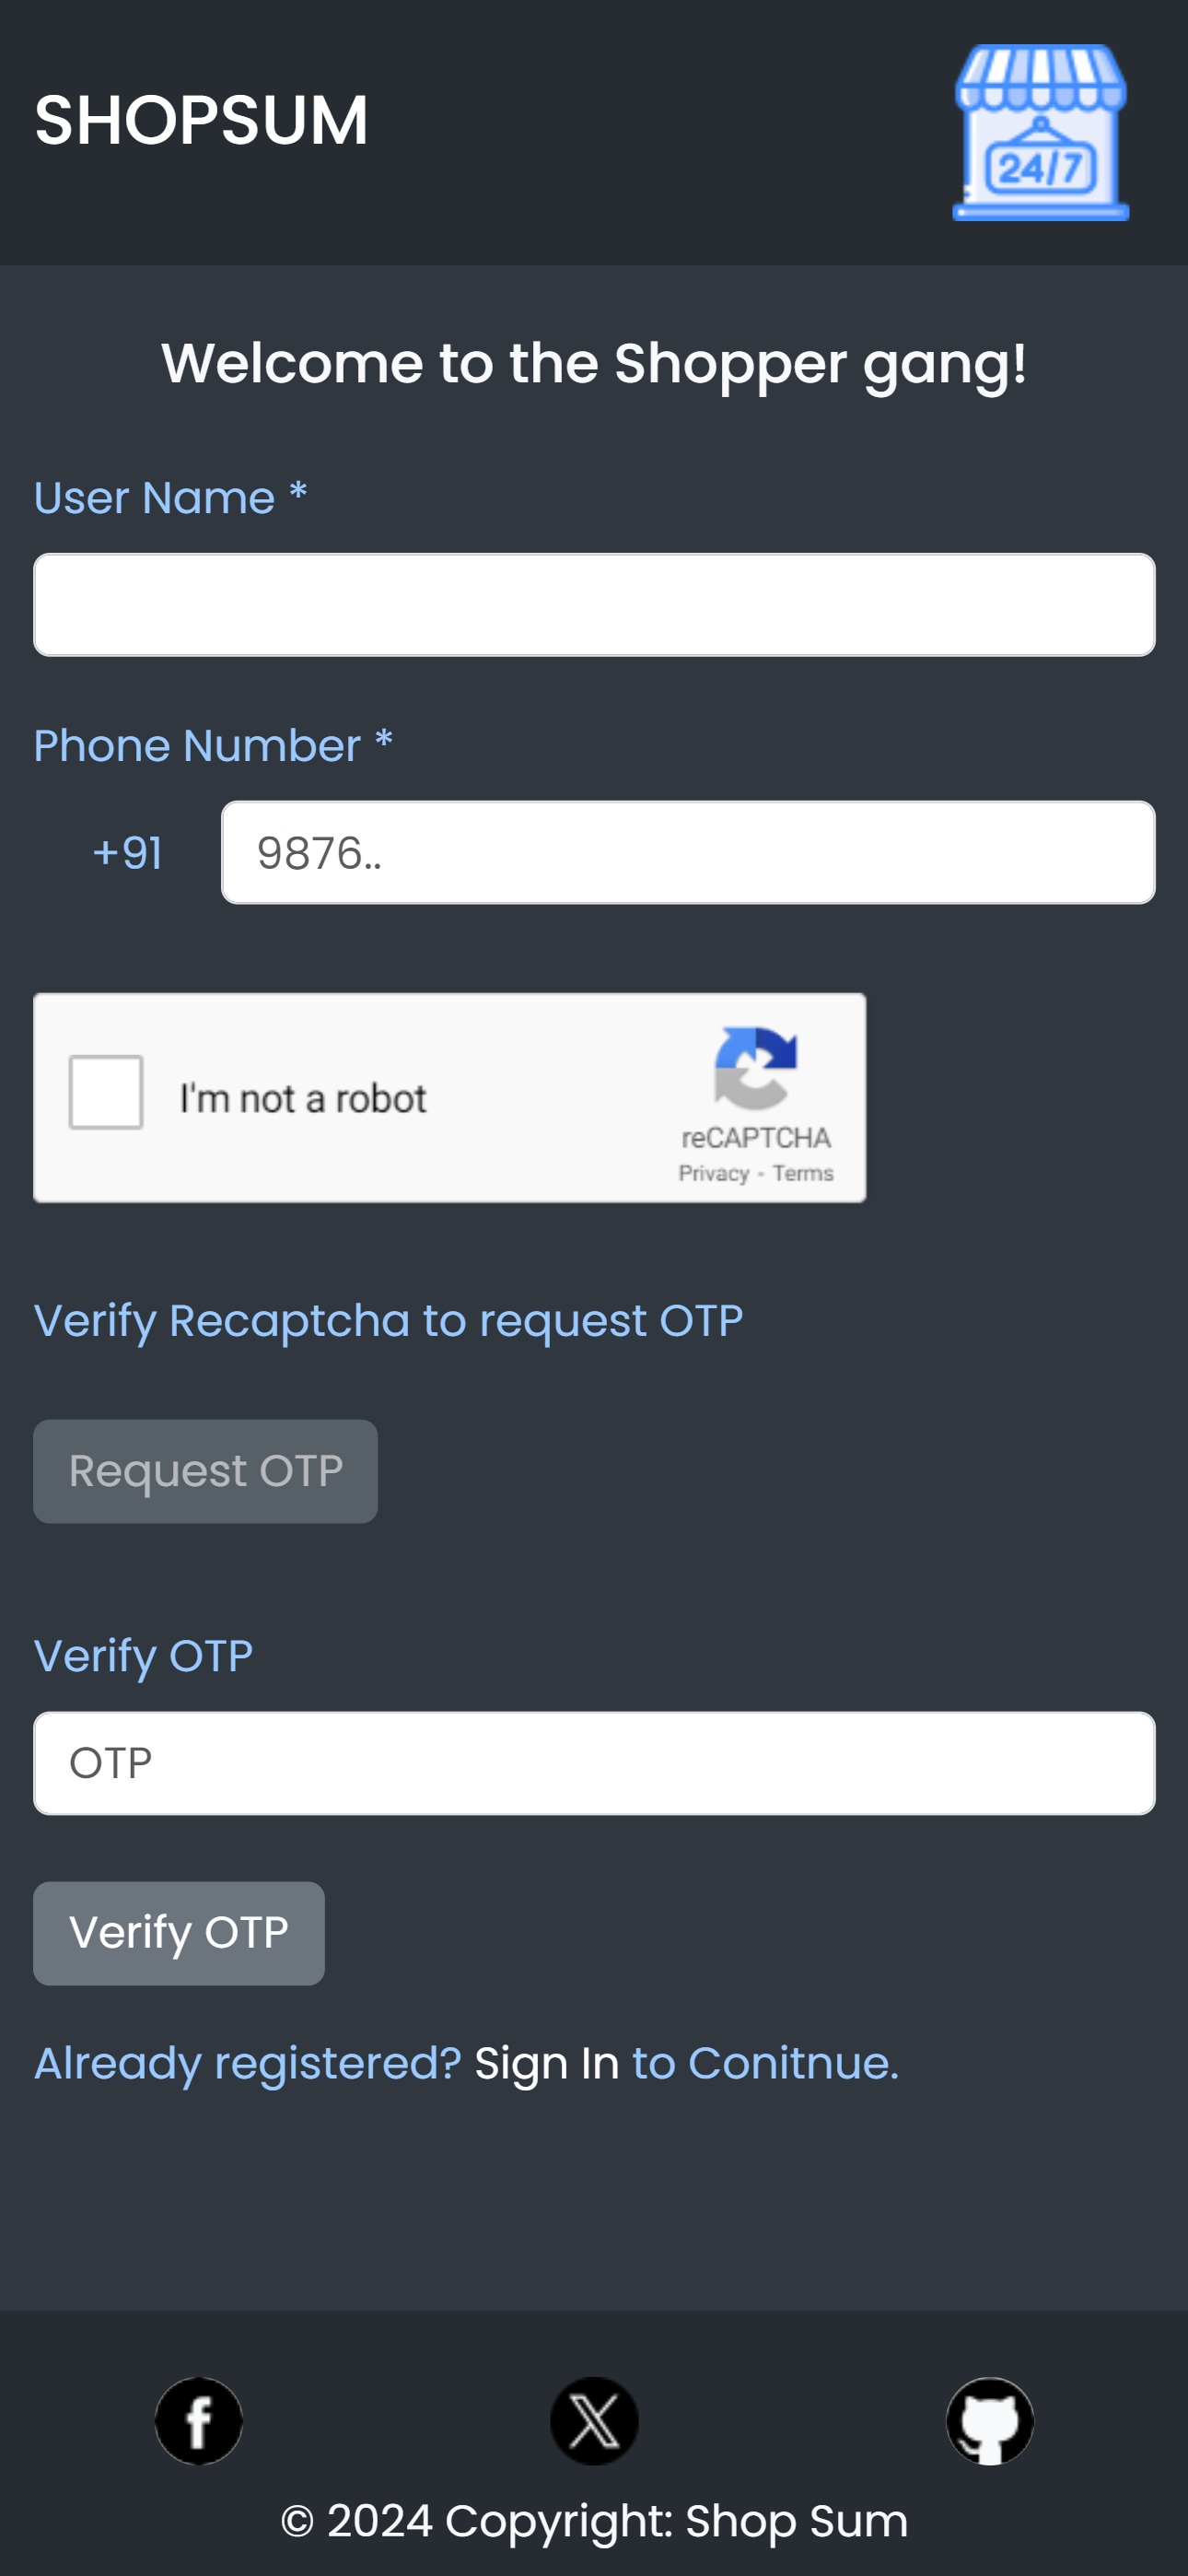 SHOPSUM
24/7
Welcome to the Shopper gang!
User Name *
Phone Number *
+91 9876..
I'm not a robot
reCAPTCHA
Privacy - Terms
Verify Recaptcha to request OTP
Request OTP
Verify OTP
OTP
Verify OTP
Already registered? Sign In to Conitnue.
© 2024 Copyright: Shop Sum